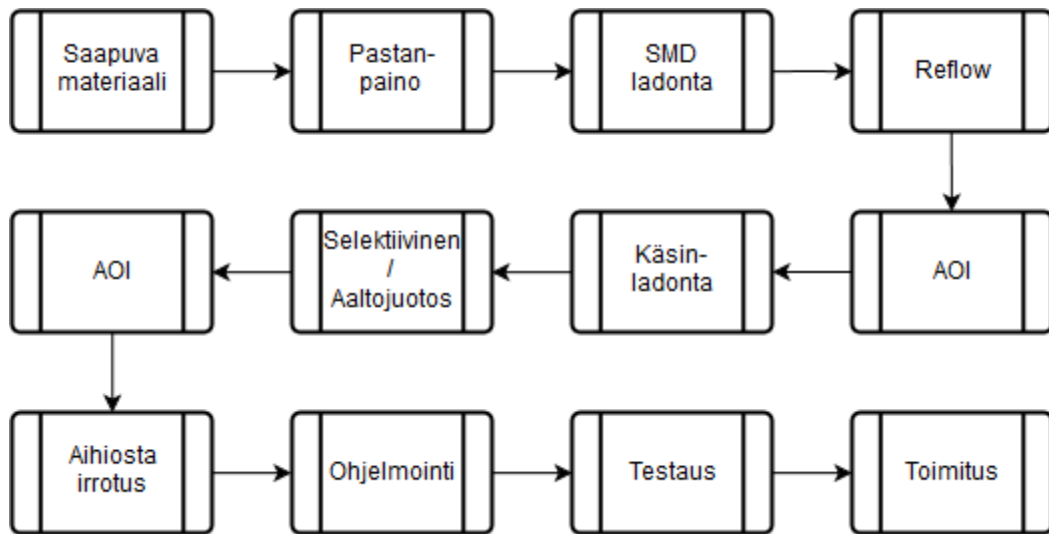 Saapuva
materiaali
Pastan-
paino
SMD
ladonta
Reflow
AOI
Käsin-
ladonta
Selektiivinen
/
Aaltojuotos
AOI
Aihiosta
irrotus
Ohjelmointi
Testaus
Toimitus